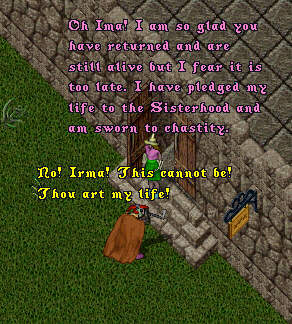 Oh Ima! I am so glad you
have returned and are
still alive but I fear it is
too late. I have pledged my
life to the Sisterhood and
am sworn to chastity.
No! Irma! This cannot be!
Thou art my life!